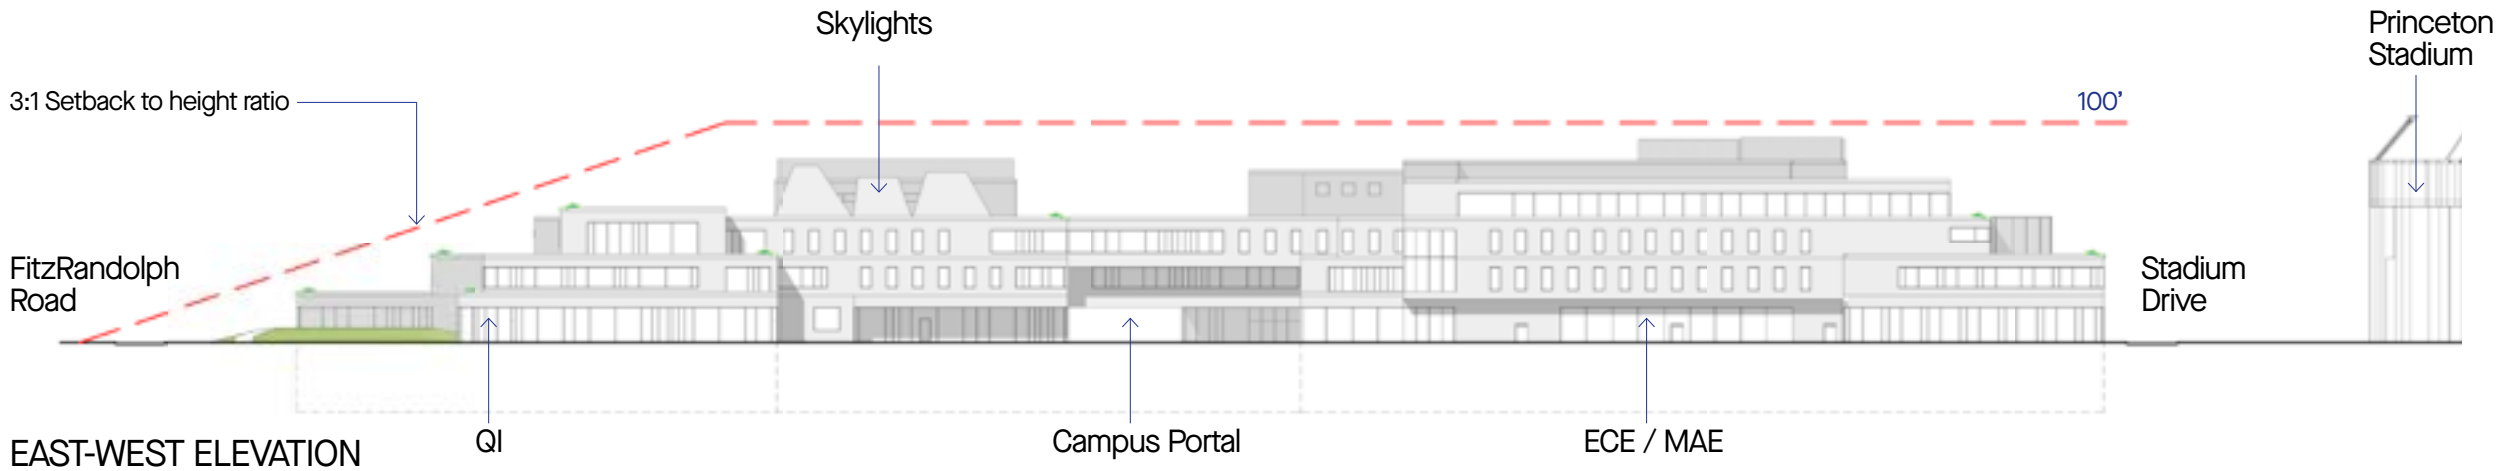 Skylights
Princeton
Stadium
3:1 Setback to height ratio
100’
FitzRandolph
Road
Stadium
Drive
QI
Campus Portal
ECE / MAE
EAST-WEST ELEVATION